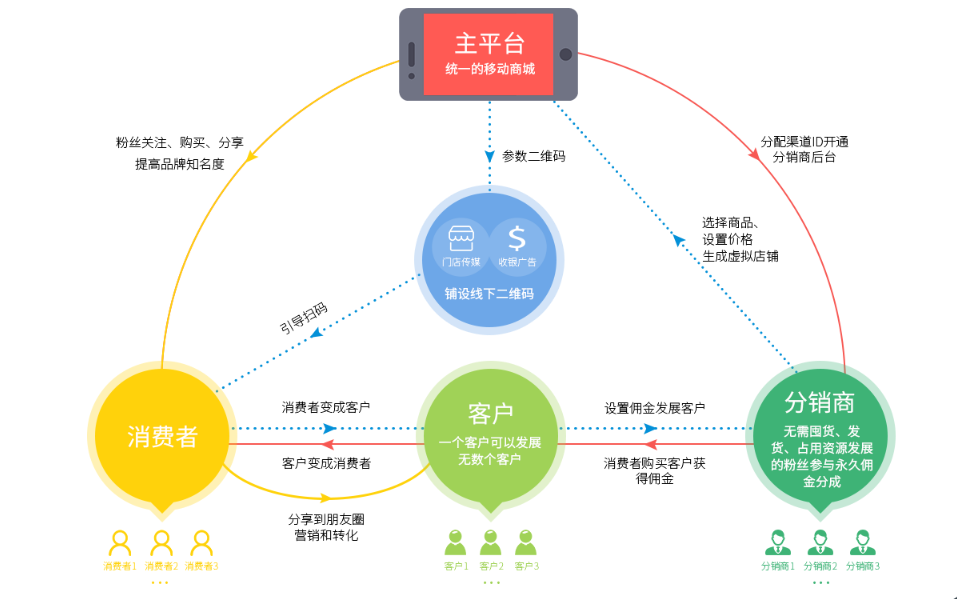 主平台
统一的移动商城
粉丝关注、购买、分享
提高品牌知名度
参数二维码
分配渠道ID开通
分销商后台
选择商品、
设置价格
生成虚拟店铺
门店传媒
收银广告
铺设线下二维码
引导扫码
消费者
消费者变成客户
客户变成消费者
分享到朋友圈
营销和转化
客户
一个客户可以发展
无数个客户
设置佣金发展客户
消费者购买客户获
得佣金
分销商
无需囤货、发
货、占用资源发展
的粉丝参与永久佣
金分成
消费者1
消费者2
消费者3
...
客户1
客户2
客户3
...
分销商1
分销商2
分销商3
...